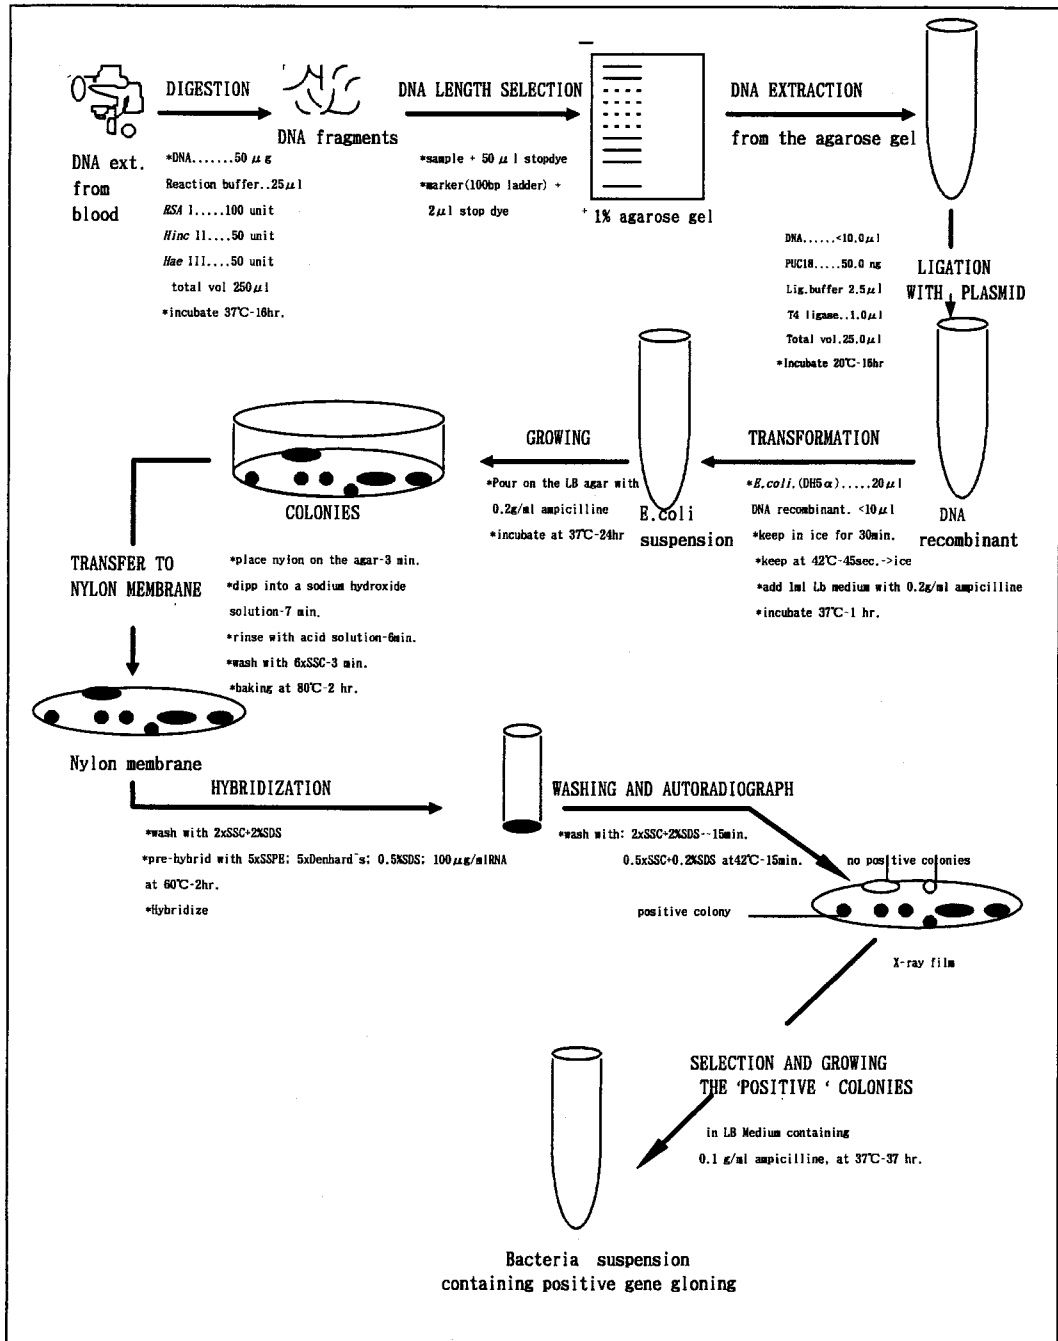 DIGESTION
DNA ext.
from
blood
*DNA.......50 μg
Reaction buffer..25μl
RSA I.....100 unit
Hinc II....50 unit
Hae III....50 unit
total vol 250μl
*incubate 37℃-16hr.
DNA fragments
DNA LENGTH SELECTION
*sample + 50 μl stopdye
*marker(100bp ladder) +
2μl stop dye
−
+
1% agarose gel
DNA EXTRACTION
from the agarose gel
DNA......<10.0μl
PUC18.....50.0 ng
Lig.buffer 2.5μl
T4 ligase..1.0μl
Total vol.25.0μl
*Incubate 20℃-16hr
LIGATION
WITH PLASMID
DNA
recombinant
TRANSFORMATION
*E.coli.(DH5α).....20μl
DNA recombinant. <10μl
*keep in ice for 30min.
*keep at 42℃-45sec.->ice
*add 1ml Lb medium with 0.2g/ml ampicilline
*incubate 37℃-1 hr.
E.coli
suspension
GROWING
*Pour on the LB agar with
0.2g/ml ampicilline
*incubate at 37℃-24hr
COLONIES
TRANSFER TO
NYLON MEMBRANE
*place nylon on the agar-3 min.
*dipp into a sodium hydroxide
solution-7 min.
*rinse with acid solution-6min.
*wash with 6xSSC-3 min.
*baking at 80℃-2 hr.
Nylon membrane
HYBRIDIZATION
*wash with 2xSSC+2%SDS
*pre-hybrid with 5xSSPE; 5xDenhard~s; 0.5%SDS; 100μg/mlRNA
at 60℃-2hr.
*Hybridize
WASHING AND AUTORADIOGRAPH
*wash with: 2xSSC+2%SDS--15min.
0.5xSSC+0.2%SDS at42℃-15min.
no positive colonies
positive colony
X-ray film
SELECTION AND GROWING
THE 'POSITIVE ' COLONIES
in LB Medium containing
0.1 g/ml ampicilline, at 37℃-37 hr.
Bacteria suspension
containing positive gene gloning